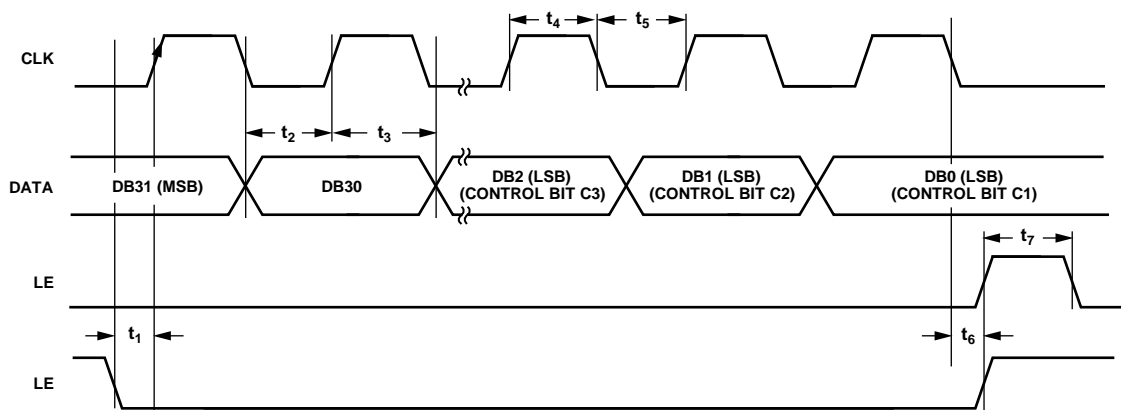 t4
t5
CLK
t2
t3
DATA
DB31 (MSB)
DB30
DB2 (LSB)
(CONTROL BIT C3)
DB1 (LSB)
(CONTROL BIT C2)
DB0 (LSB)
(CONTROL BIT C1)
t7
LE
t1
t6
LE